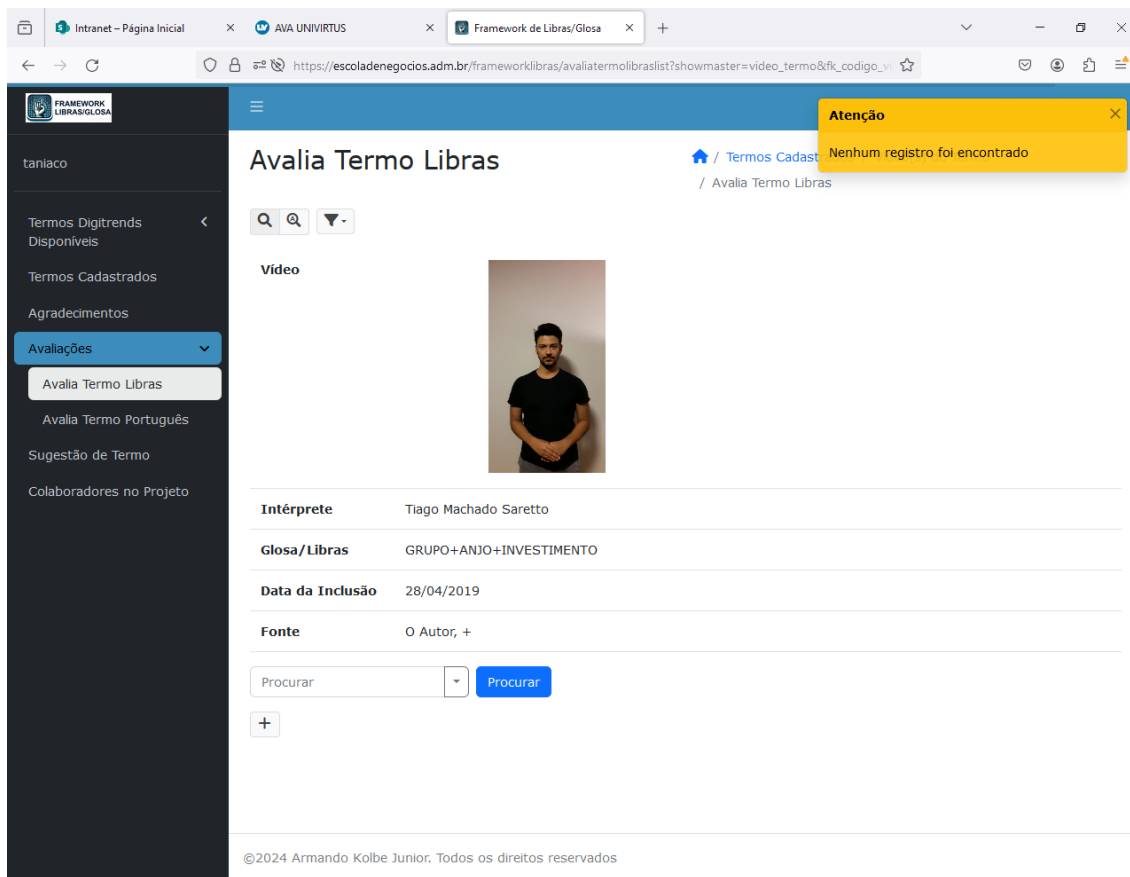 Intranet – Página Inicial
AVA UNIVIRTUS
Framework de Libras/Glosa
https://escoladenegocios.adm.br/frameworklibras/avaliatermolibraslist?showmaster=video_termo&fk_codigo_vi
FRAMEWORK
LIBRAS/GLOSA
Atenção
Nenhum registro foi encontrado
taniaco
Termos Digitrends
Disponíveis
Termos Cadastrados
Agradecimentos
Avaliações
Avalia Termo Libras
Avalia Termo Português
Sugestão de Termo
Colaboradores no Projeto
Avalia Termo Libras
/ Termos Cadast
/ Avalia Termo Libras
Vídeo
Intérprete Tiago Machado Saretto
Glosa/Libras GRUPO+ANJO+INVESTIMENTO
Data da Inclusão 28/04/2019
Fonte O Autor, +
Procurar Procurar
©2024 Armando Kolbe Junior. Todos os direitos reservados